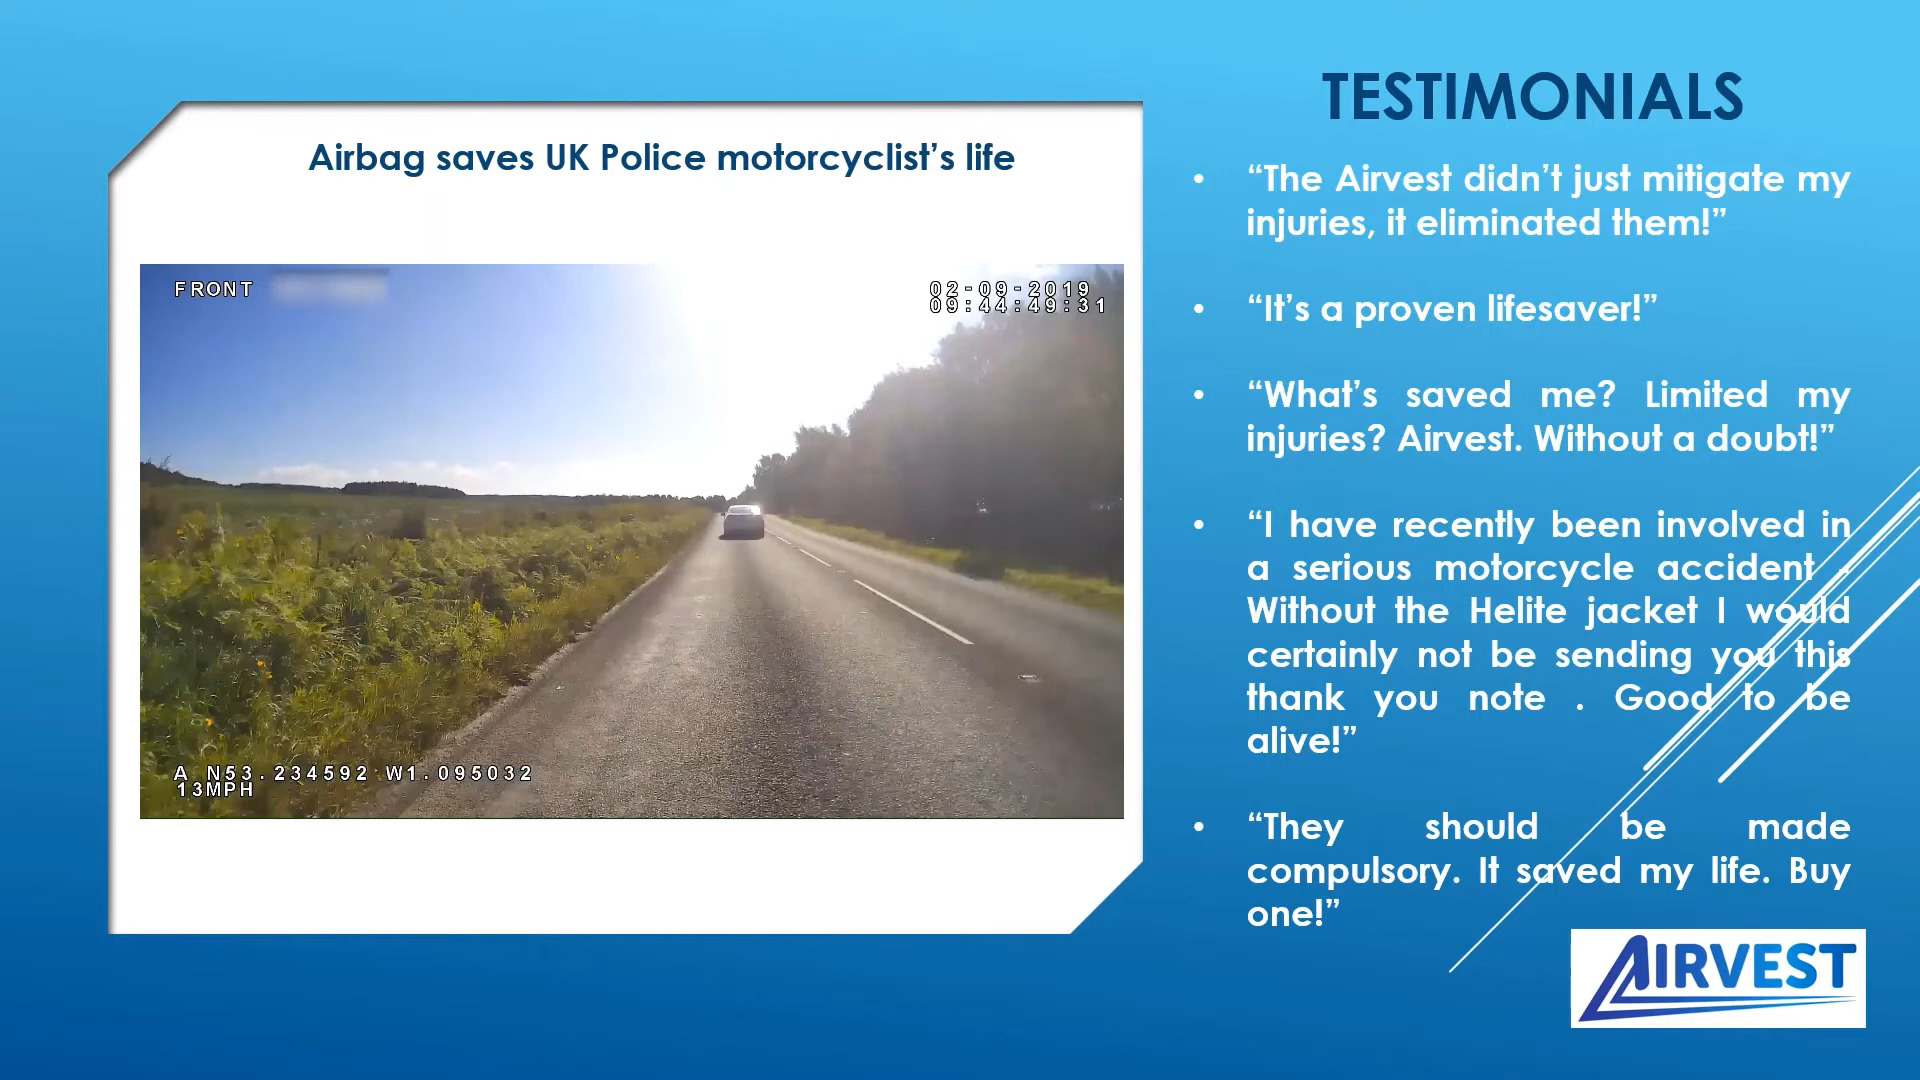 Airbag saves UK Police motorcyclist’s life
FRONT
02-09-2019
09:44:49:31
A N53.234592 W1.095032
13MPH
TESTIMONIALS
• “The Airvest didn’t just mitigate my
injuries, it eliminated them!”
• “It’s a proven lifesaver!”
• “What’s saved me? Limited my
injuries? Airvest. Without a doubt!”
• “I have recently been involved in
a serious motorcycle accident .
Without the Helite jacket I would
certainly not be sending you this
thank you note . Good to be
alive!”
• “They should be made
compulsory. It saved my life. Buy
one!”
AIRVEST